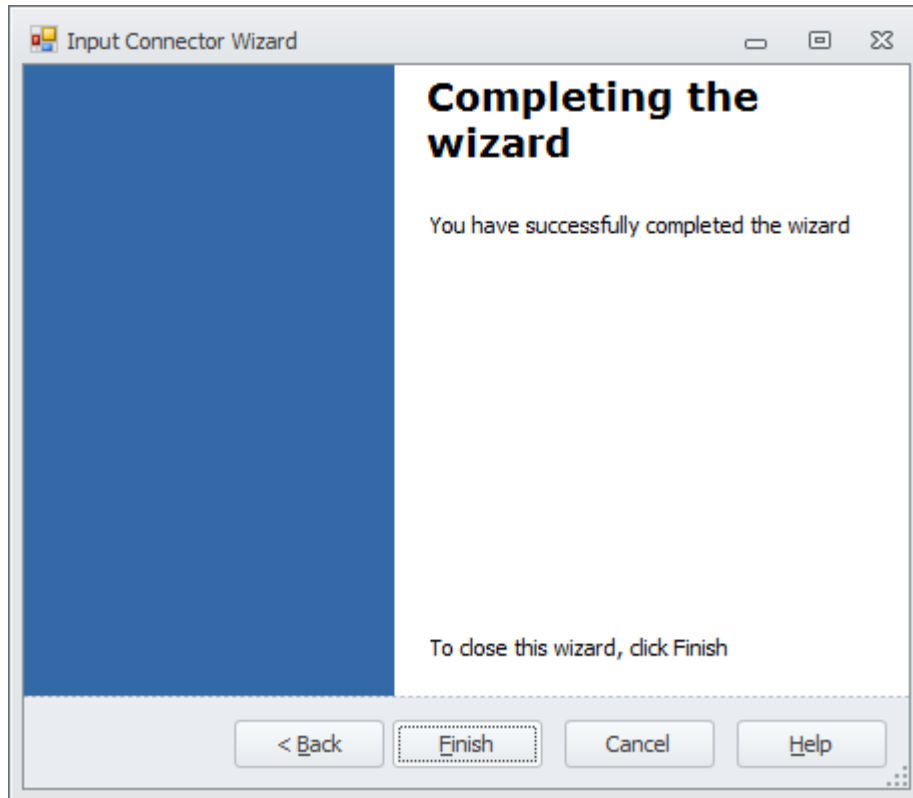 Input Connector Wizard
Completing the
wizard
You have successfully completed the wizard
To close this wizard, click Finish
< Back Finish Cancel Help